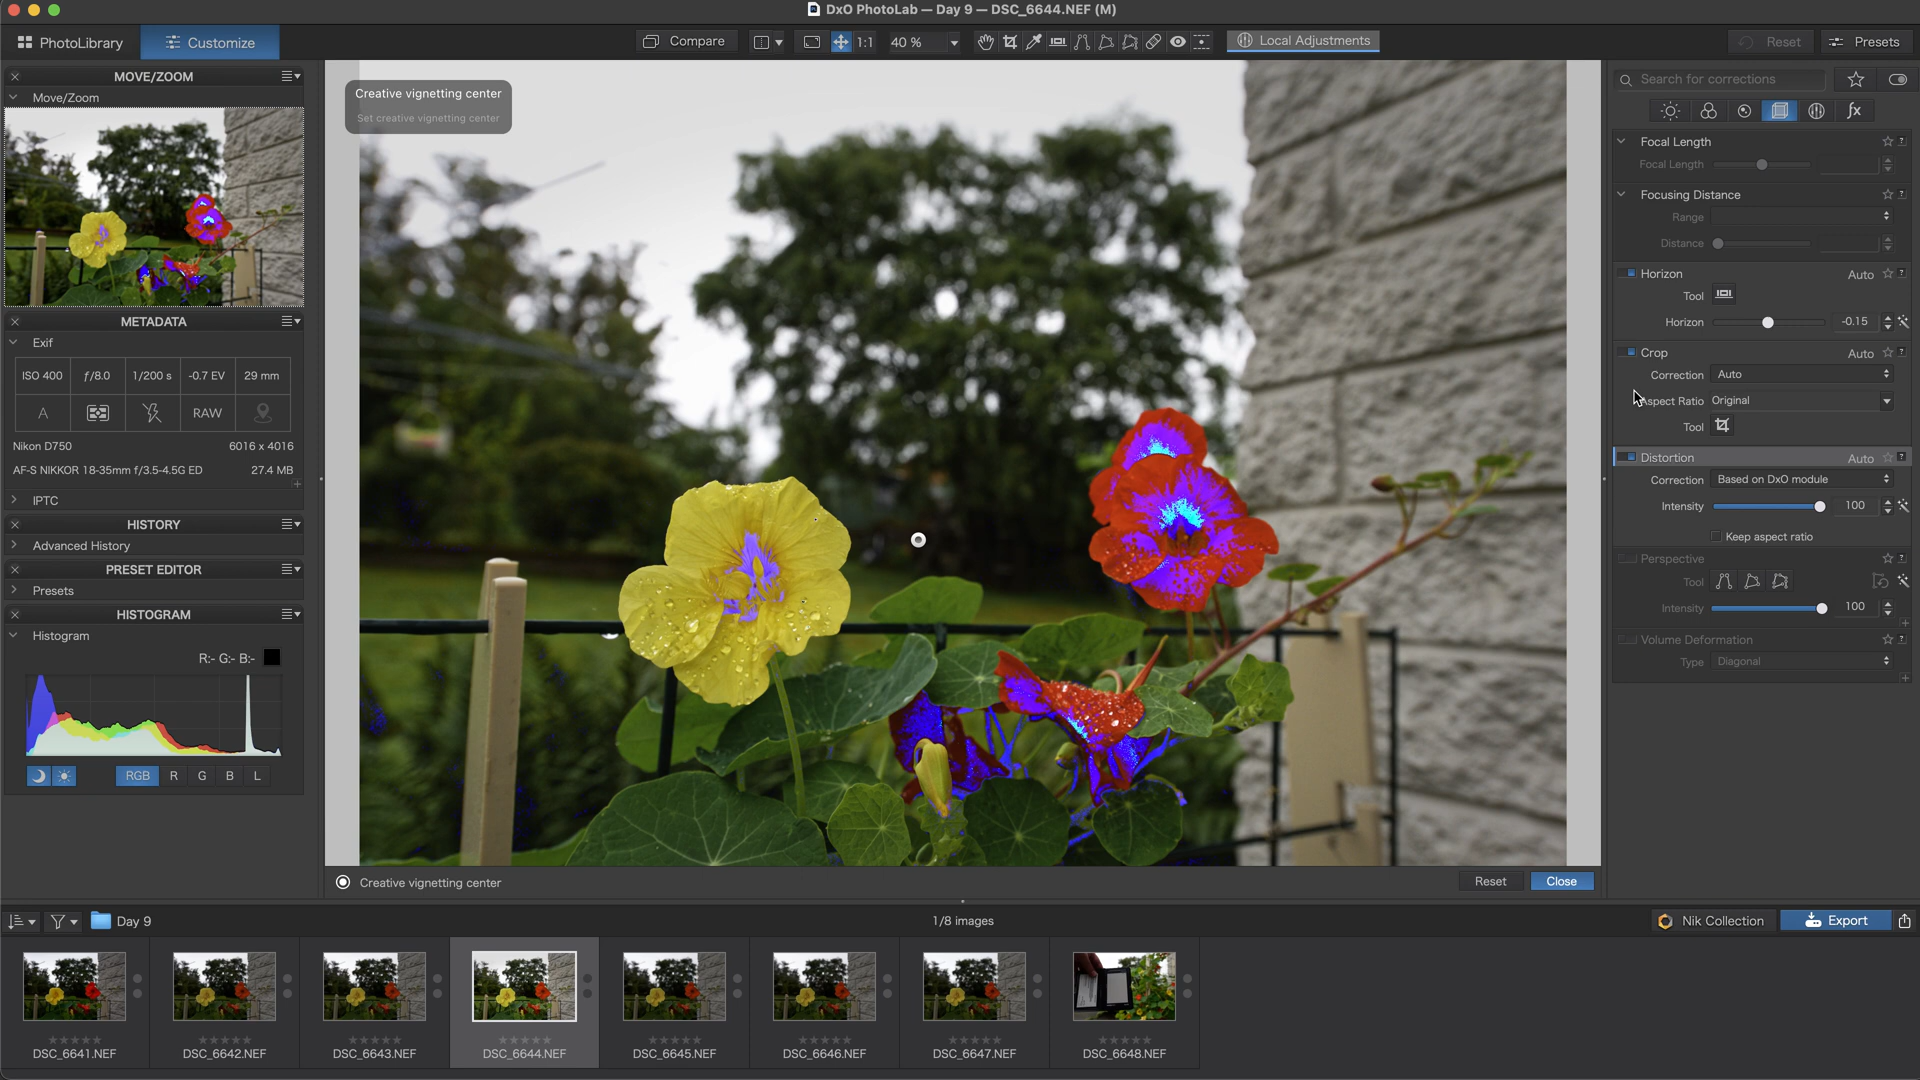 DxO PhotoLab — Day 9 — DSC_6644.NEF (M)
PhotoLibrary
Customize
Compare
1:1
40 %
Local Adjustments
Reset
Presets
MOVE/ZOOM
Move/Zoom
METADATA
Exif
ISO 400 ƒ/8.0 1/200 s -0.7 EV 29 mm
A RAW
Nikon D750 6016 x 4016
AF-S NIKKOR 18-35mm f/3.5-4.5G ED 27.4 MB
IPTC
HISTORY
Advanced History
PRESET EDITOR
Presets
HISTOGRAM
Histogram
R:- G:- B:-
RGB R G B L
Creative vignetting center
Set creative vignetting center
Creative vignetting center
Reset
Close
Search for corrections
fx
Focal Length
Focal Length
Focusing Distance
Range
Distance
Horizon Auto
Tool
Horizon -0.15
Crop Auto
Correction Auto
Aspect Ratio Original
Tool
Distortion Auto
Correction Based on DxO module
Intensity 100
Keep aspect ratio
Perspective
Tool
Intensity 100
Volume Deformation
Type Diagonal
Day 9
1/8 images
Nik Collection
Export
DSC_6641.NEF
DSC_6642.NEF
DSC_6643.NEF
DSC_6644.NEF
DSC_6645.NEF
DSC_6646.NEF
DSC_6647.NEF
DSC_6648.NEF